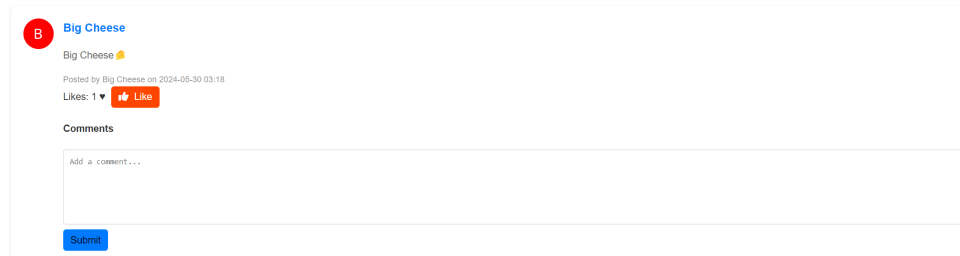 B
Big Cheese
Big Cheese🧀
Posted by Big Cheese on 2024-05-30 03:18
Likes: 1 ♥ Like
Comments
Add a comment...
Submit